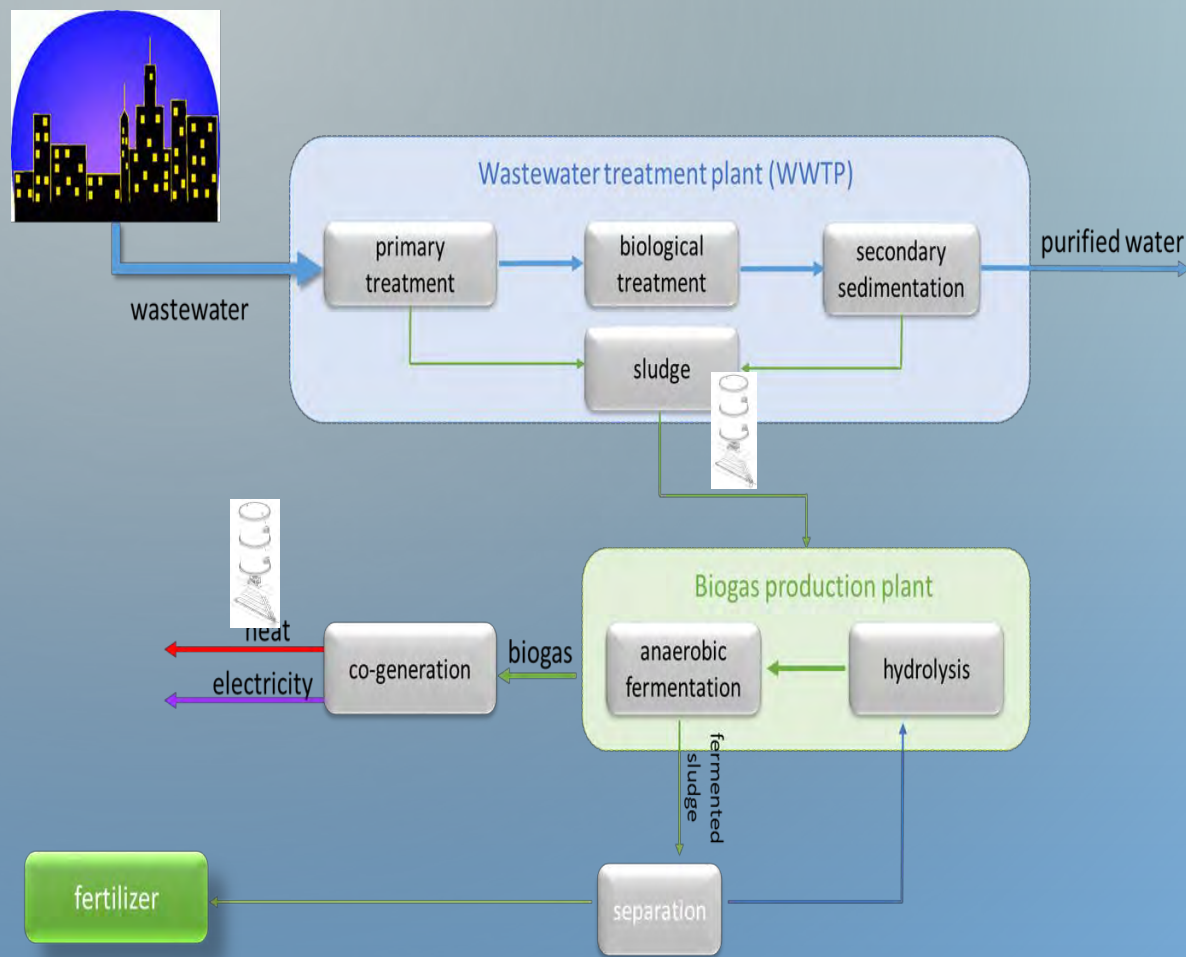 Wastewater treatment plant (WWTP)
primary
treatment
biological
treatment
secondary
sedimentation
purified water
wastewater
sludge
Biogas production plant
heat
electricity
co-generation
biogas
anaerobic
fermentation
hydrolysis
fermented
sludge
fertilizer
separation